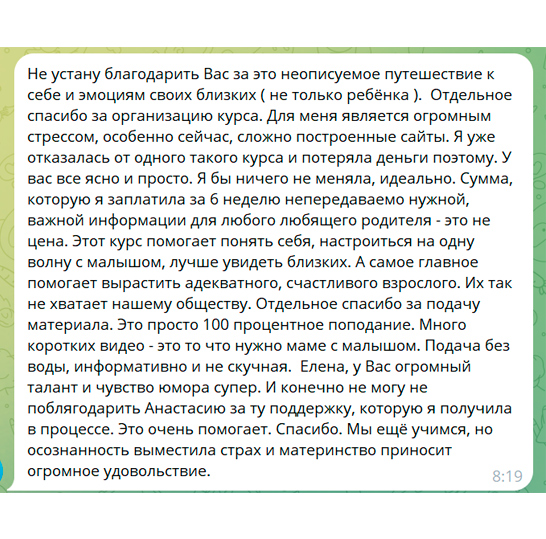 Не устану благодарить Вас за это неописуемое путешествие к
себе и эмоциям своих близких ( не только ребёнка ).  Отдельное
спасибо за организацию курса. Для меня является огромным
стрессом, особенно сейчас, сложно построенные сайты. Я уже
отказалась от одного такого курса и потеряла деньги поэтому. У
вас все ясно и просто. Я бы ничего не меняла, идеально. Сумма,
которую я заплатила за 6 неделю непередаваемо нужной,
важной информации для любого любящего родителя - это не
цена. Этот курс помогает понять себя, настроиться на одну
волну с малышом, лучше увидеть близких. А самое главное
помогает вырастить адекватного, счастливого взрослого. Их так
не хватает нашему обществу. Отдельное спасибо за подачу
материала. Это просто 100 процентное поподание. Много
коротких видео - это то что нужно маме с малышом. Подача без
воды, информативно и не скучная.  Елена, у Вас огромный
талант и чувство юмора супер. И конечно не могу не
поблягодарить Анастасию за ту поддержку, которую я получила
в процессе. Это очень помогает. Спасибо. Мы ещё учимся, но
осознанность выместила страх и материнство приносит
огромное удовольствие.
8:19